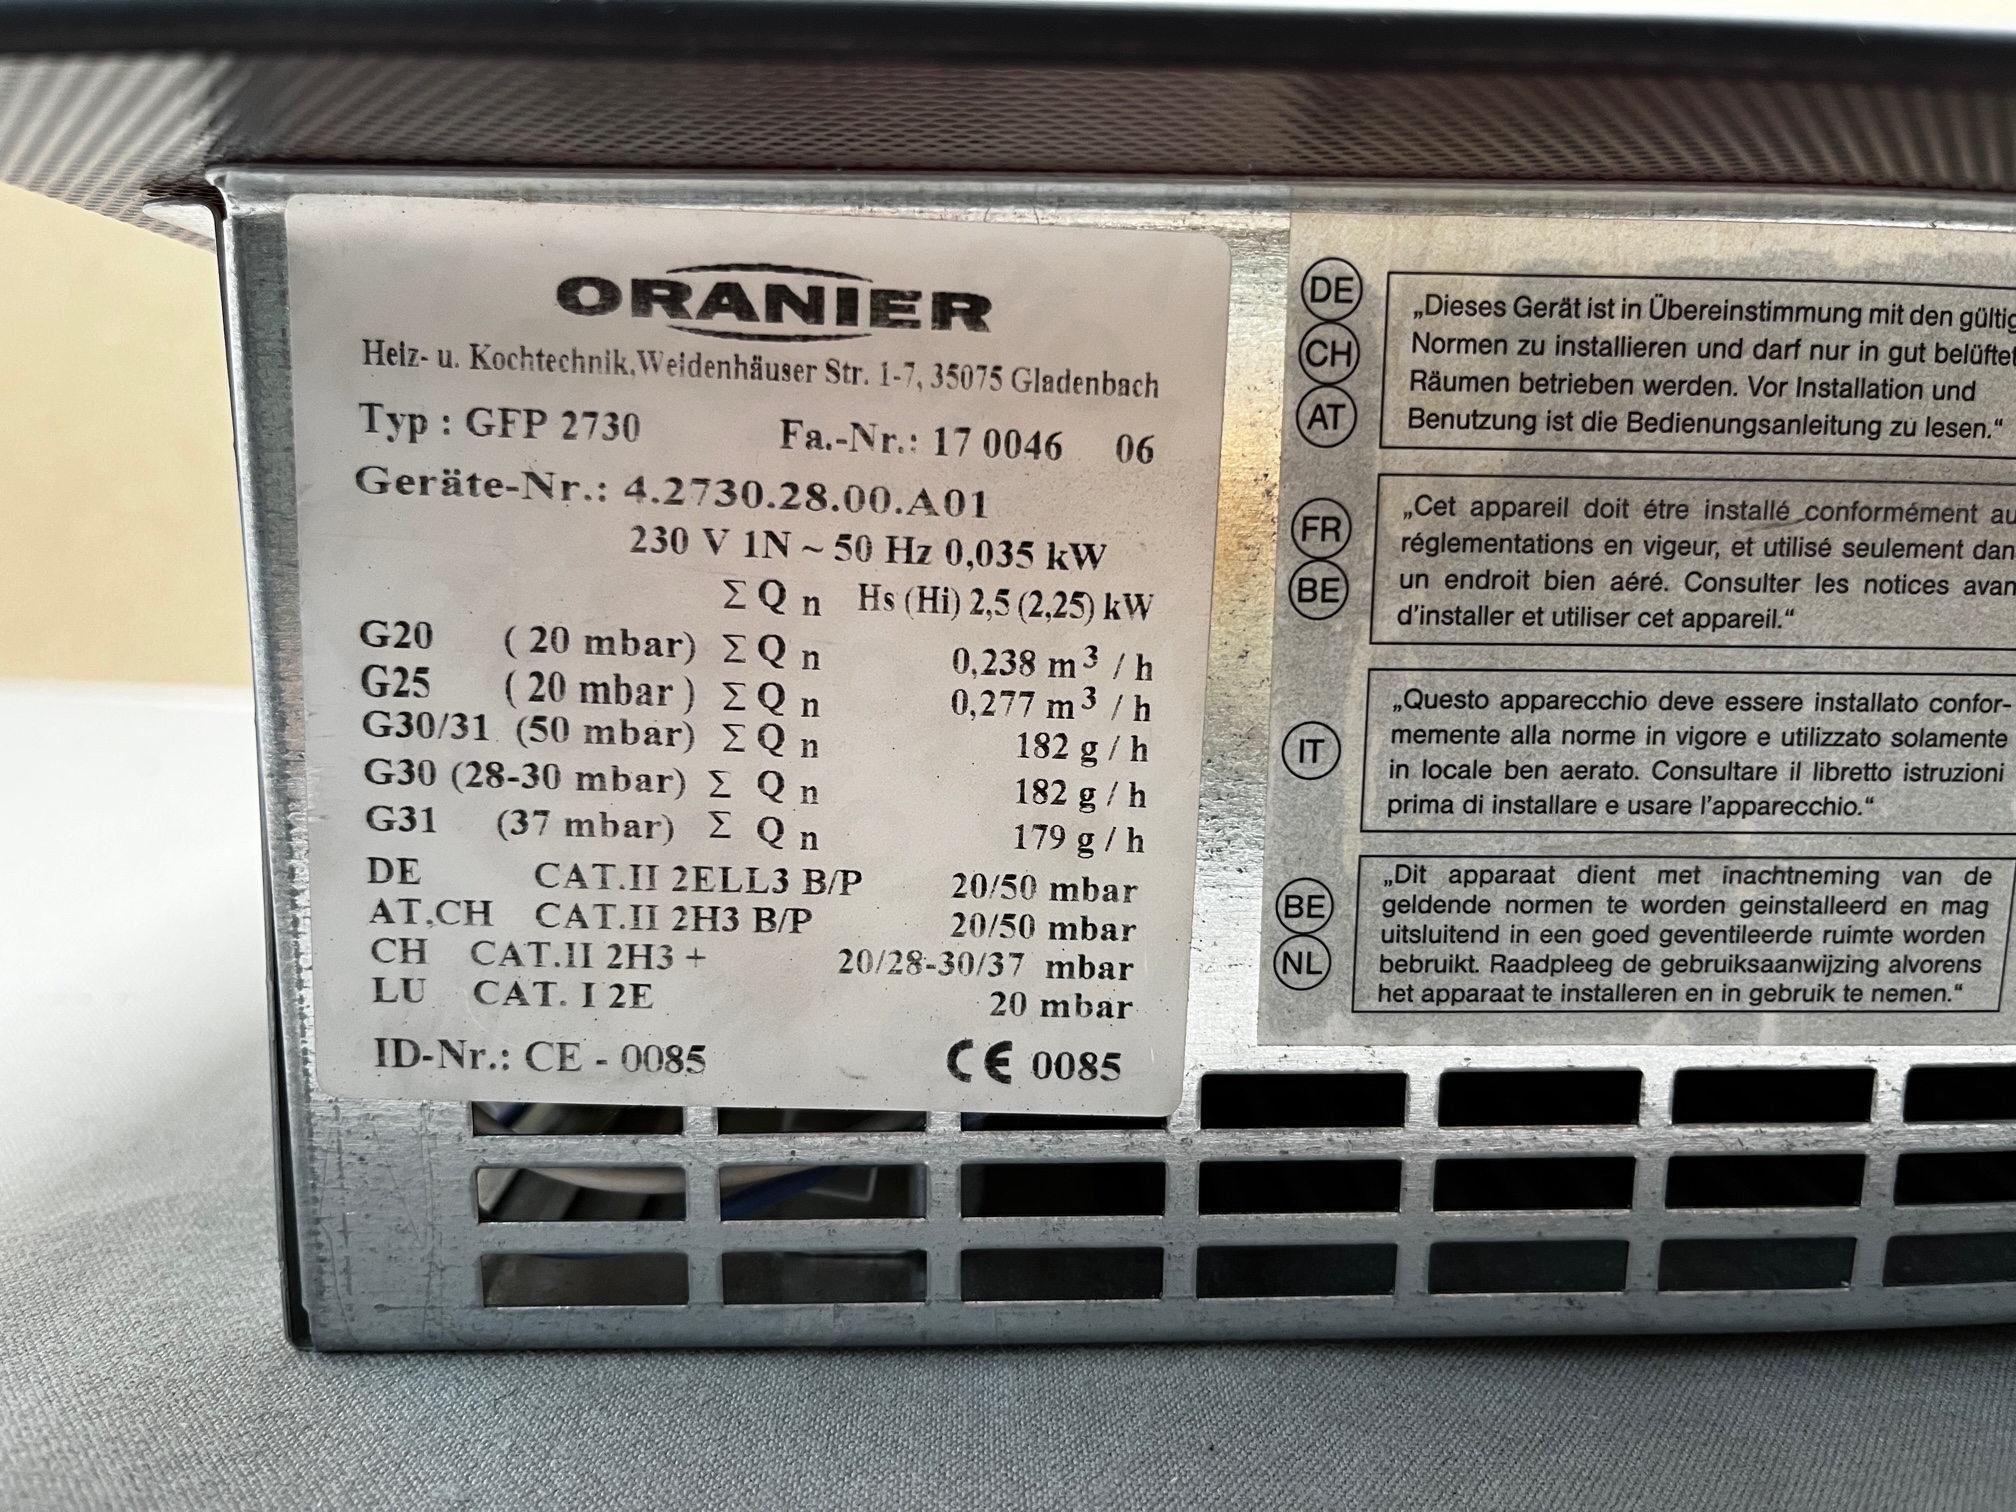 ORANIER
Heiz- u. Kochtechnik,Weidenhäuser Str. 1-7, 35075 Gladenbach
Typ : GFP 2730 Fa.-Nr.: 17 0046 06
Geräte-Nr.: 4.2730.28.00.A01
230 V 1N ~ 50 Hz 0,035 kW
Σ Q n Hs (Hi) 2,5 (2,25) kW
G20 ( 20 mbar) Σ Q n 0,238 m³ / h
G25 ( 20 mbar ) Σ Q n 0,277 m³ / h
G30/31 (50 mbar) Σ Q n 182 g / h
G30 (28-30 mbar) Σ Q n 182 g / h
G31 (37 mbar) Σ Q n 179 g / h
DE CAT.II 2ELL3 B/P 20/50 mbar
AT,CH CAT.II 2H3 B/P 20/50 mbar
CH CAT.II 2H3 + 20/28-30/37 mbar
LU CAT. I 2E 20 mbar
ID-Nr.: CE - 0085 CE 0085
DE
CH
AT
„Dieses Gerät ist in Übereinstimmung mit den gültig
Normen zu installieren und darf nur in gut belüftet
Räumen betrieben werden. Vor Installation und
Benutzung ist die Bedienungsanleitung zu lesen.“
FR
BE
„Cet appareil doit étre installé conformément au
réglementations en vigeur, et utilisé seulement dan
un endroit bien aéré. Consulter les notices avan
d'installer et utiliser cet appareil.“
IT
„Questo apparecchio deve essere installato confor-
memente alla norme in vigore e utilizzato solamente
in locale ben aerato. Consultare il libretto istruzioni
prima di installare e usare l'apparecchio.“
BE
NL
„Dit apparaat dient met inachtneming van de
geldende normen te worden geinstalleerd en mag
uitsluitend in een goed geventileerde ruimte worden
bebruikt. Raadpleeg de gebruiksaanwijzing alvorens
het apparaat te installeren en in gebruik te nemen.“